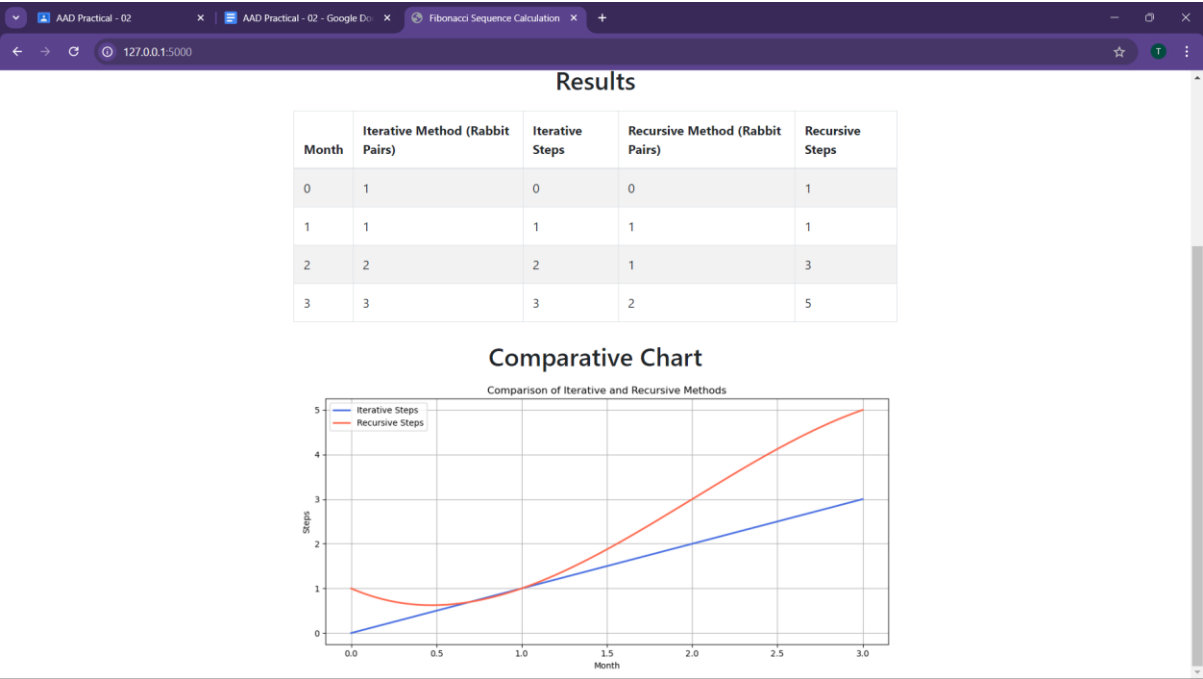 AAD Practical - 02
AAD Practical - 02 - Google Do
Fibonacci Sequence Calculation
127.0.0.1:5000
T
Results
Month Iterative Method (Rabbit Pairs) Iterative Steps Recursive Method (Rabbit Pairs) Recursive Steps
0 1 0 0 1
1 1 1 1 1
2 2 2 1 3
3 3 3 2 5
Comparative Chart
Comparison of Iterative and Recursive Methods
Iterative Steps
Recursive Steps
5
4
3
2
1
0
Steps
0.0 0.5 1.0 1.5 2.0 2.5 3.0
Month